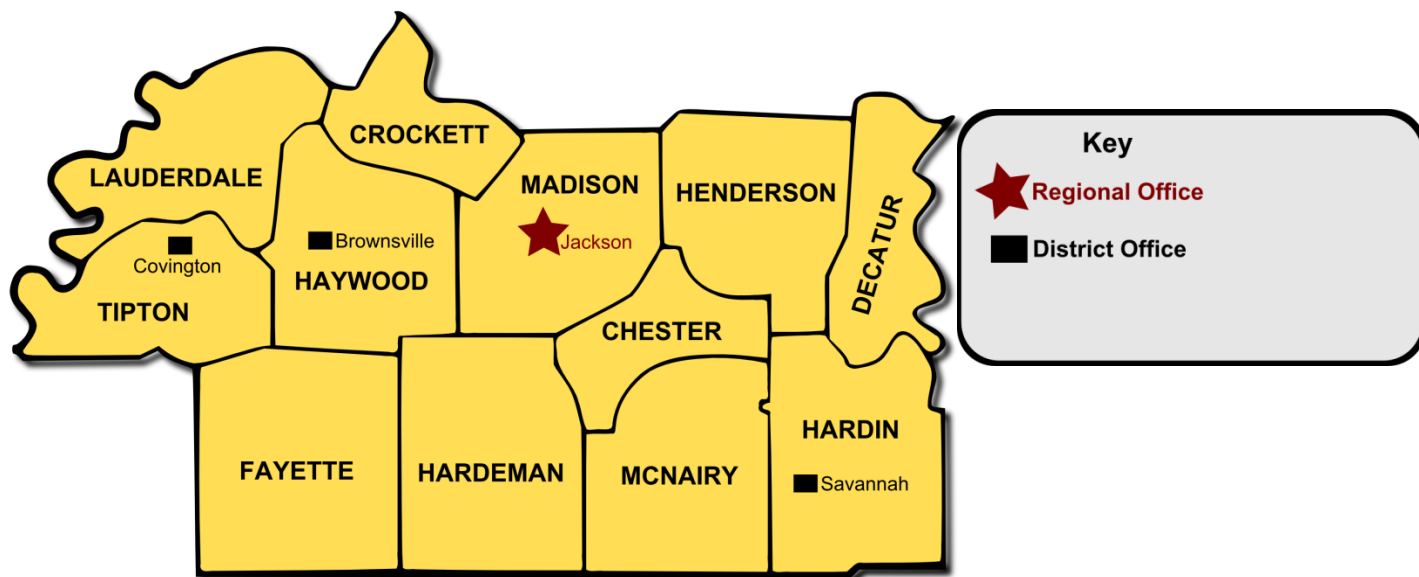 CROCKETT
LAUDERDALE
MADISON
HENDERSON
DECATUR
Brownsville
Jackson
Covington
HAYWOOD
TIPTON
CHESTER
HARDIN
FAYETTE
HARDEMAN
MCNAIRY
Savannah
Key
Regional Office
District Office